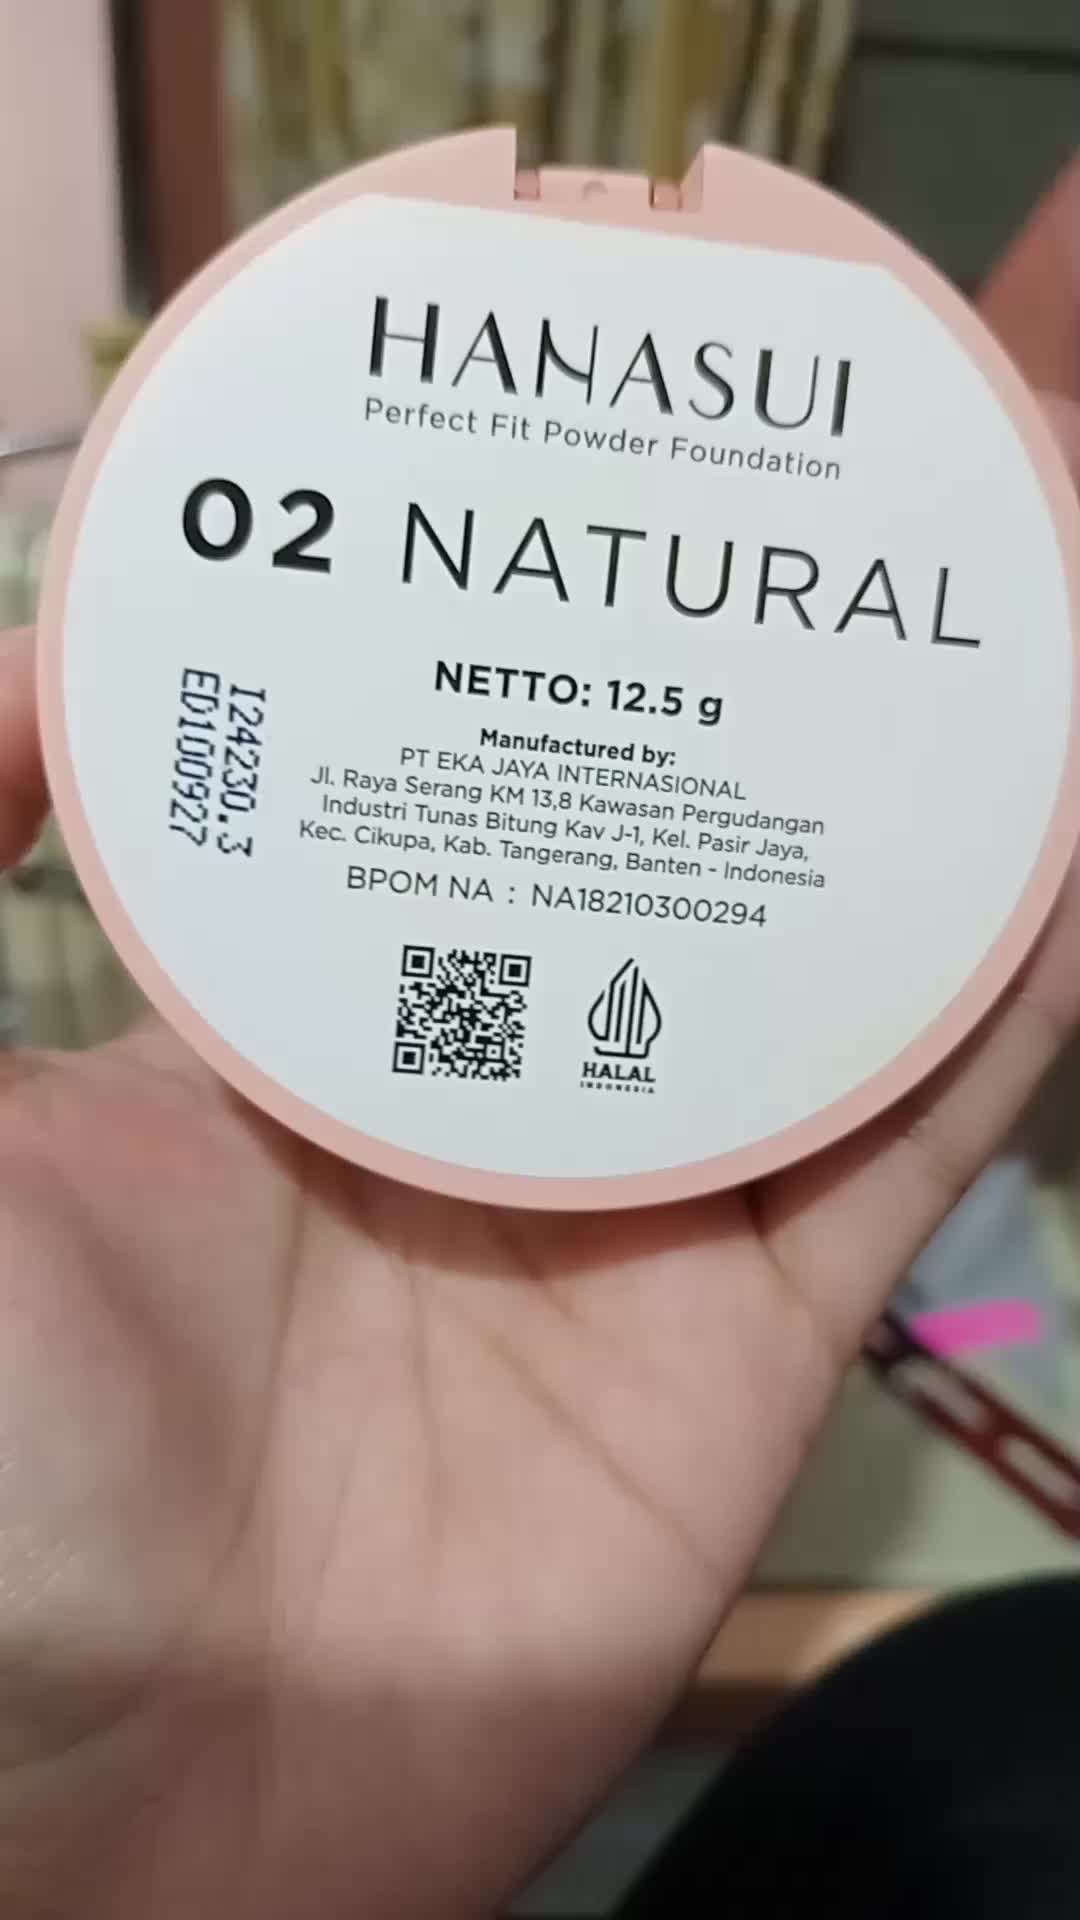 HANASUI
Perfect Fit Powder Foundation
02 NATURAL
NETTO: 12.5 g
Manufactured by:
PT EKA JAYA INTERNASIONAL
Jl. Raya Serang KM 13,8 Kawasan Pergudangan
Industri Tunas Bitung Kav J-1, Kel. Pasir Jaya,
Kec. Cikupa, Kab. Tangerang, Banten - Indonesia
BPOM NA : NA18210300294
I24230.3
ED100927
HALAL
INDONESIA